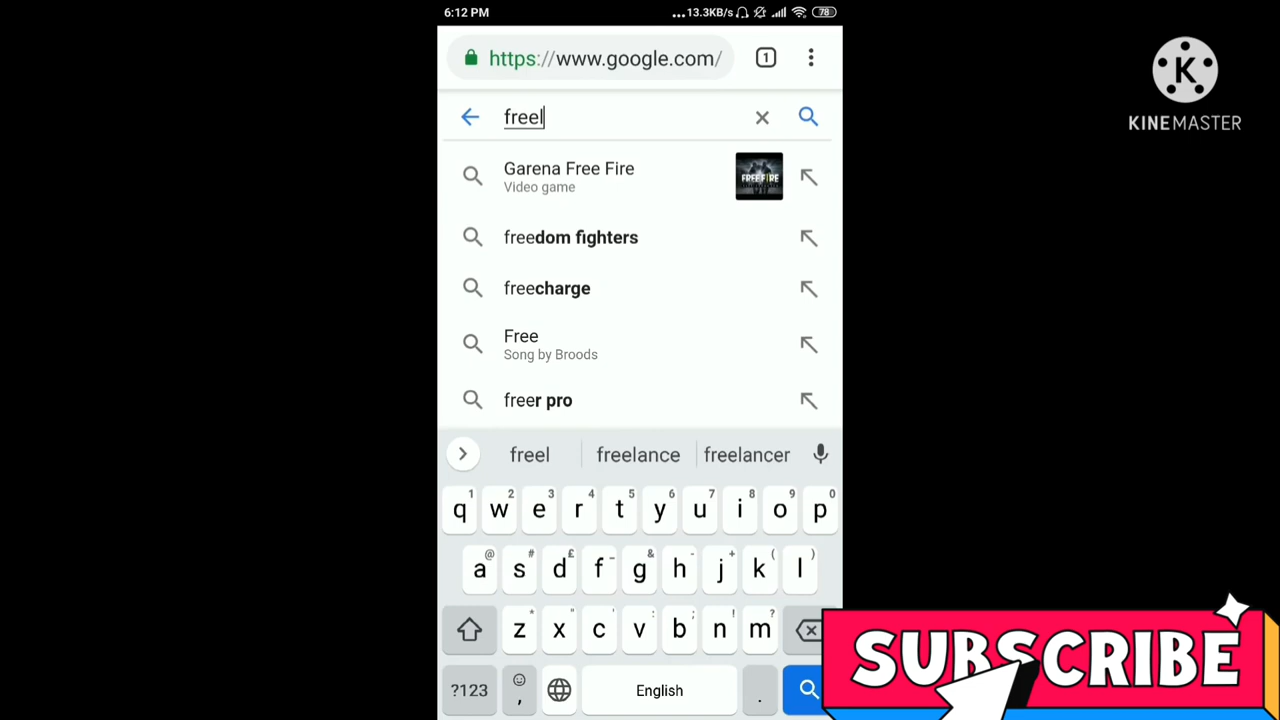 6:12 PM
...13.3KB/s
78
https://www.google.com/
1
freel
Garena Free Fire
Video game
FREE FIRE
freedom fighters
freecharge
Free
Song by Broods
freer pro
freel freelance freelancer
1 2 3 4 5 6 7 8 9 0
q w e r t y u i o p
@ # £ _ & - + ( )
a s d f g h j k l
* " ' : ; ! ?
z x c v b n m
?123 , English .
K
KINEMASTER
SUBSCRIBE